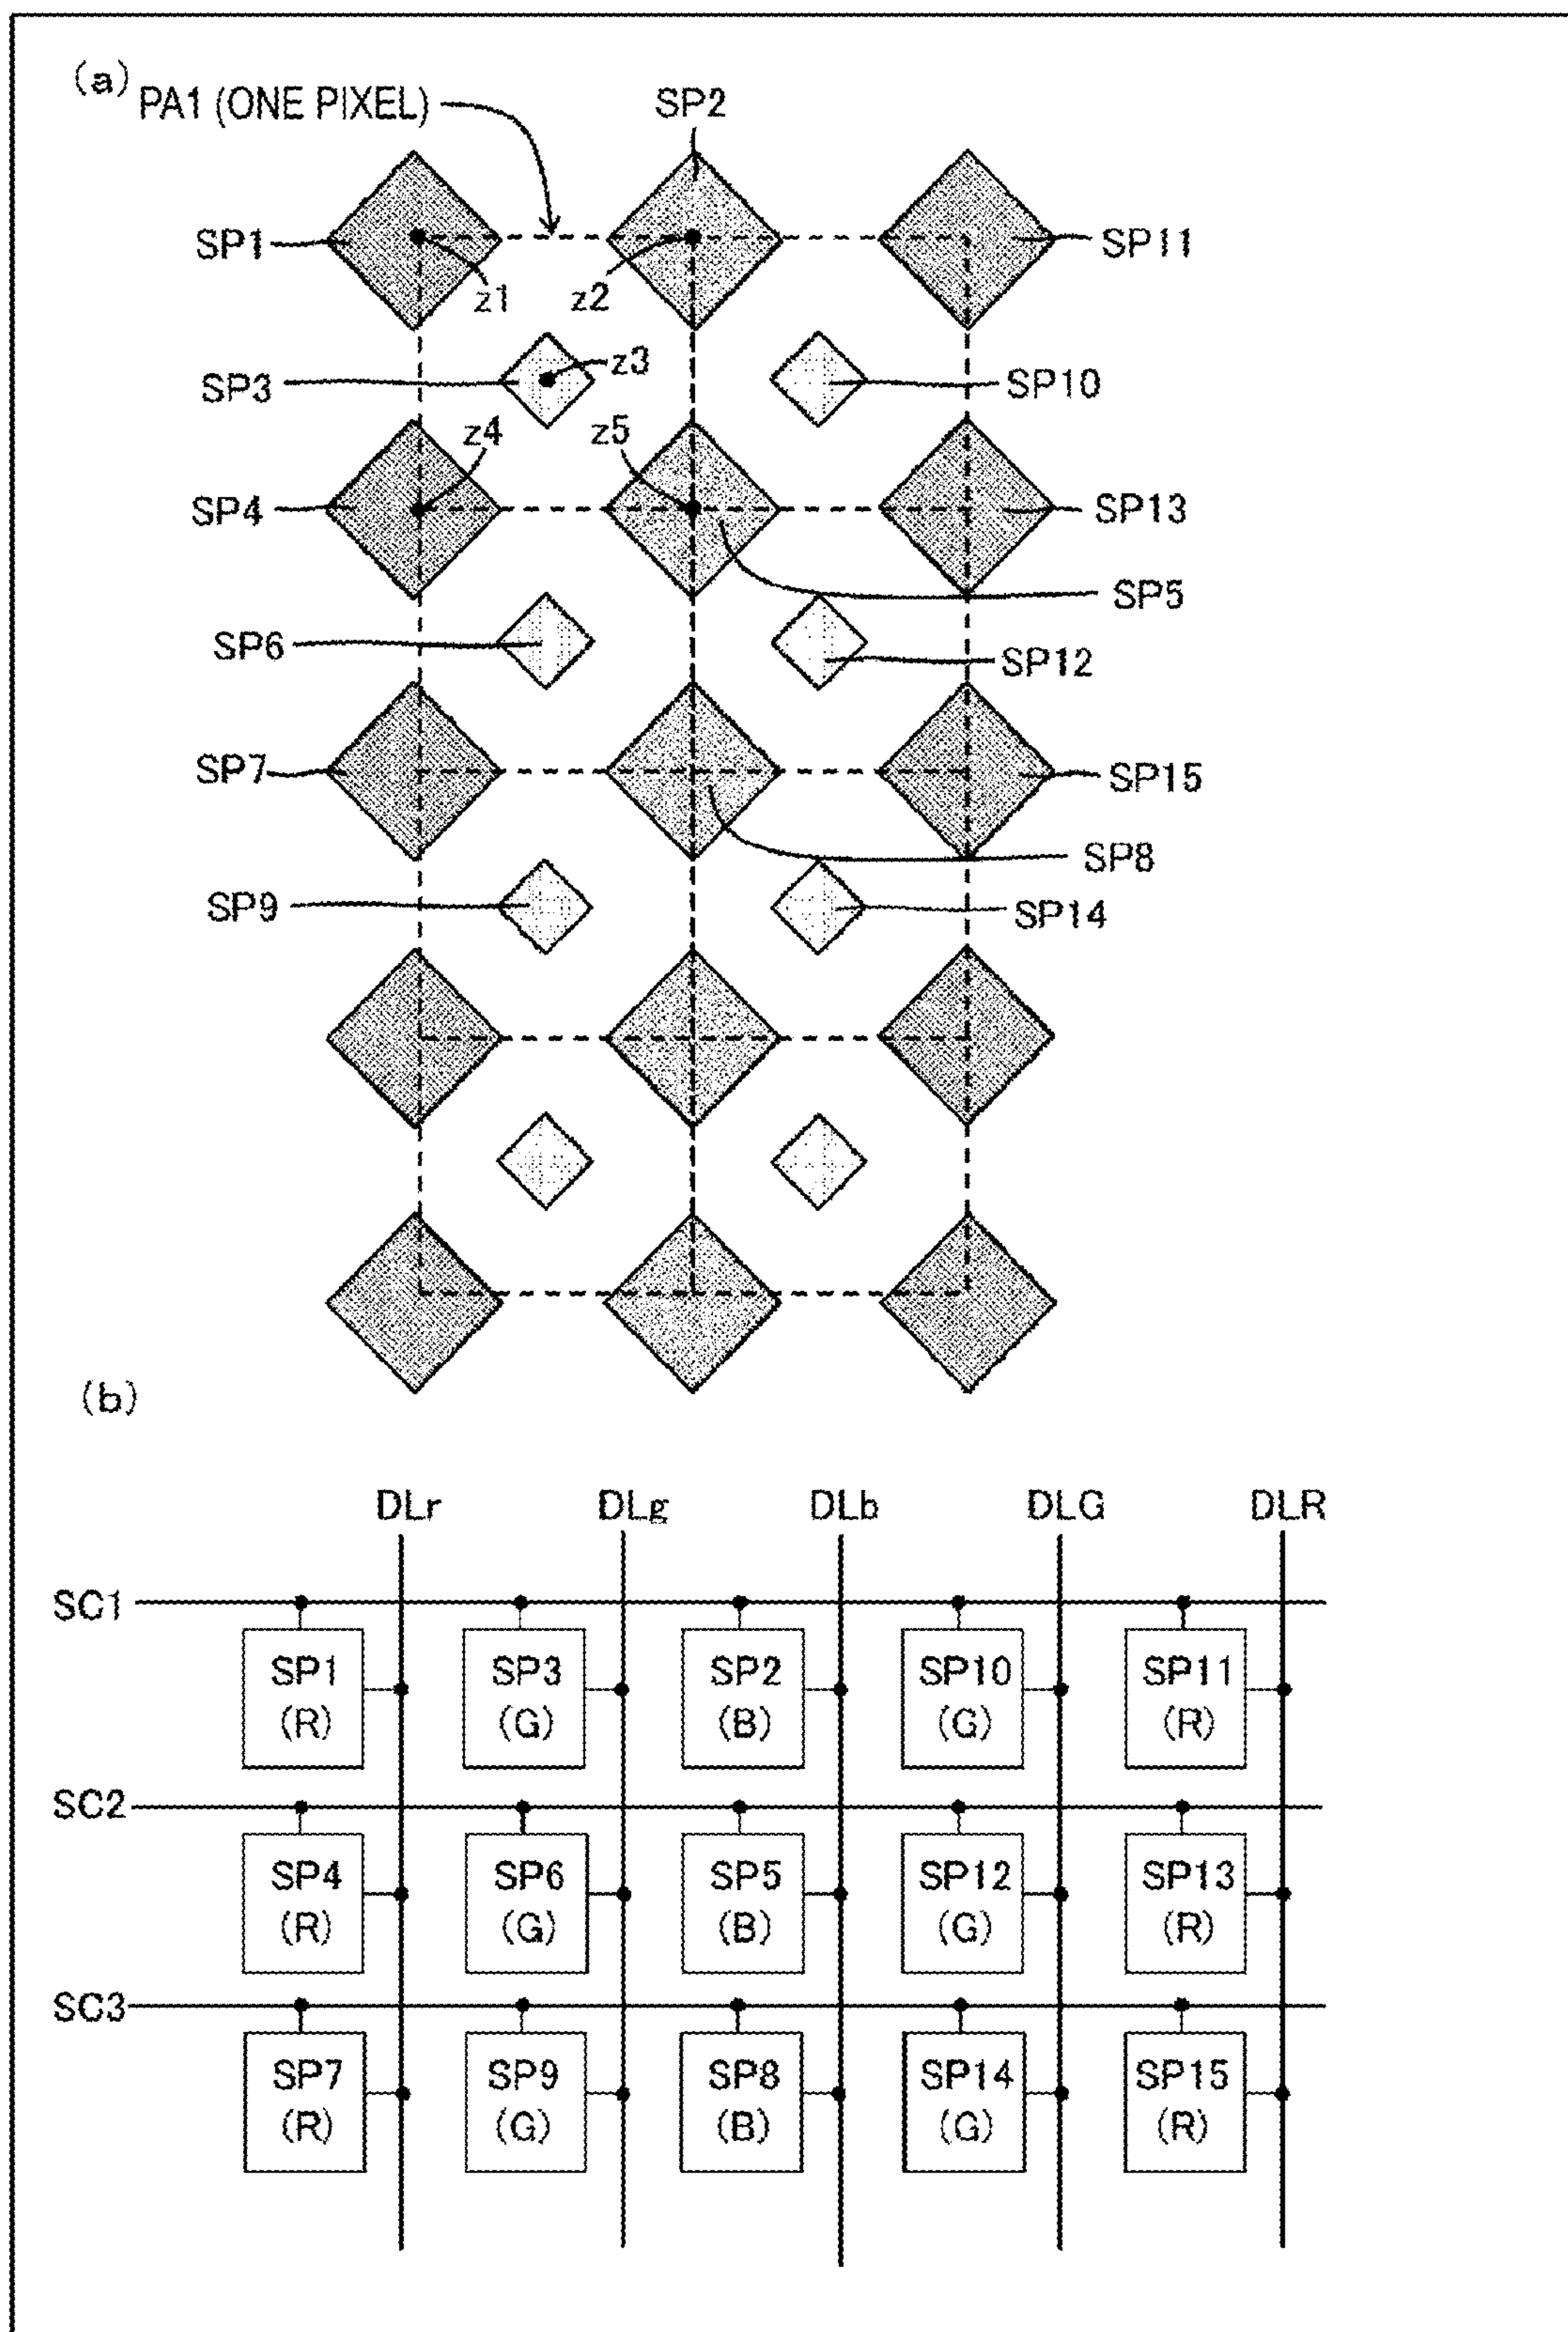 (a)
PA1 (ONE PIXEL)
SP2
SP1
SP11
z1
z2
z3
SP3
SP10
z4
z5
SP4
SP13
SP5
SP6
SP12
SP7
SP15
SP8
SP9
SP14
(b)
DLr DLg DLb DLG DLR
SC1
SP1 SP3 SP2 SP10 SP11
(R) (G) (B) (G) (R)
SC2
SP4 SP6 SP5 SP12 SP13
(R) (G) (B) (G) (R)
SC3
SP7 SP9 SP8 SP14 SP15
(R) (G) (B) (G) (R)